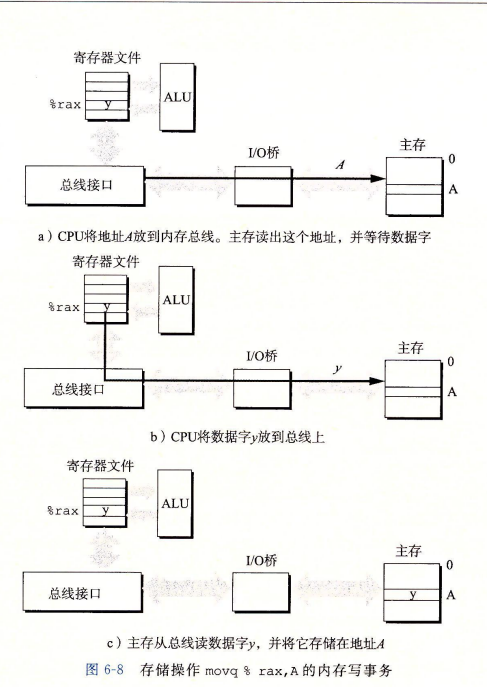 寄存器文件
%rax
y
ALU
I/O桥
主存
0
A
A
总线接口
a）CPU将地址A放到内存总线。主存读出这个地址，并等待数据字
寄存器文件
%rax
y
ALU
I/O桥
主存
0
y
A
总线接口
b）CPU将数据字y放到总线上
寄存器文件
%rax
y
ALU
I/O桥
主存
0
总线接口
y
A
c）主存从总线读数据字y，并将它存储在地址A
图 6-8 存储操作 movq % rax,A 的内存写事务